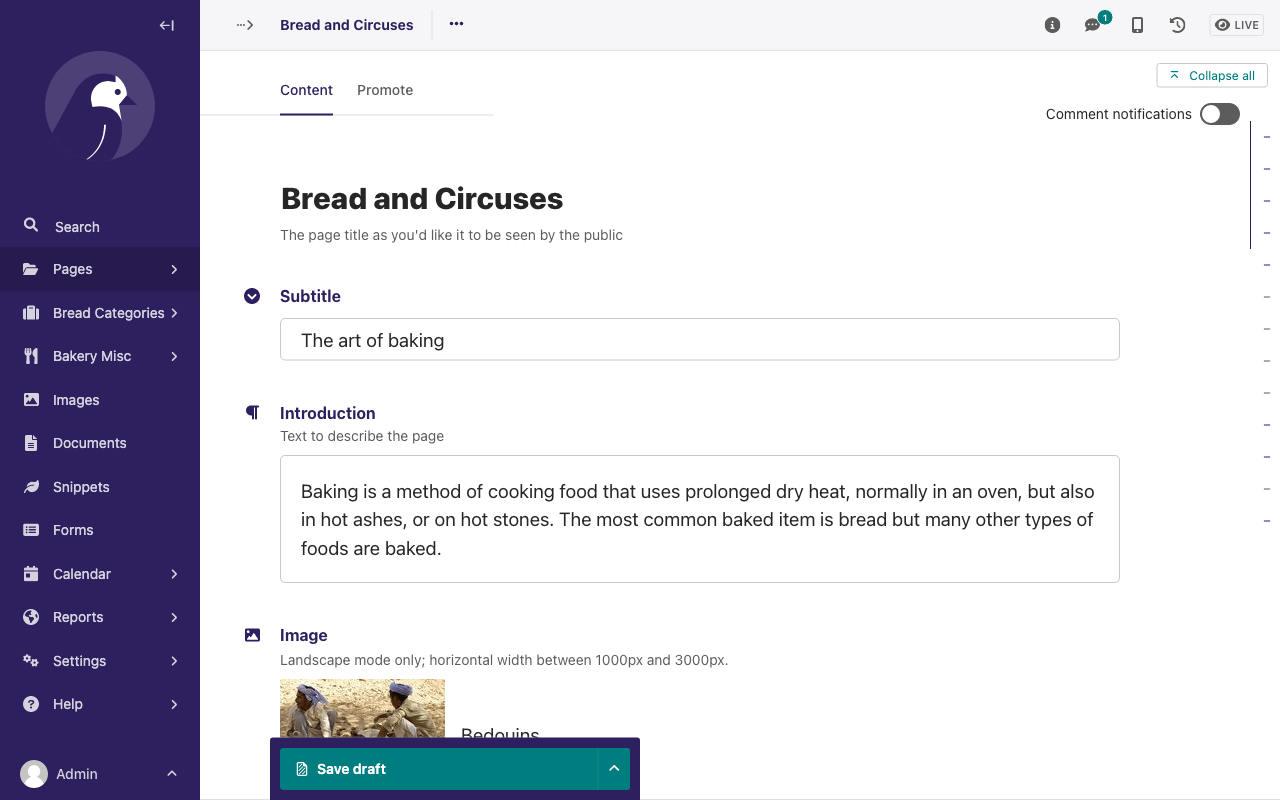 Bread and Circuses
1
LIVE
Content
Promote
Collapse all
Comment notifications
Search
Pages
Bread Categories
Bakery Misc
Images
Documents
Snippets
Forms
Calendar
Reports
Settings
Help
Admin
Bread and Circuses
The page title as you'd like it to be seen by the public
Subtitle
The art of baking
Introduction
Text to describe the page
Baking is a method of cooking food that uses prolonged dry heat, normally in an oven, but also
in hot ashes, or on hot stones. The most common baked item is bread but many other types of
foods are baked.
Image
Landscape mode only; horizontal width between 1000px and 3000px.
Bedouins
Save draft